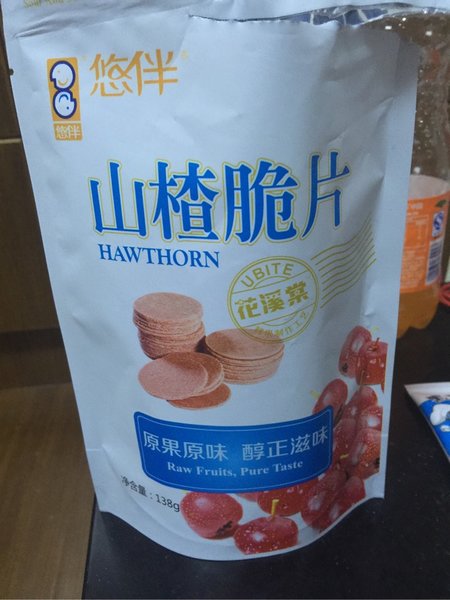 悠伴
悠伴
山楂脆片
HAWTHORN
UBITE
花溪棠
原果原味 醇正滋味
Raw Fruits, Pure Taste
净含量：138g